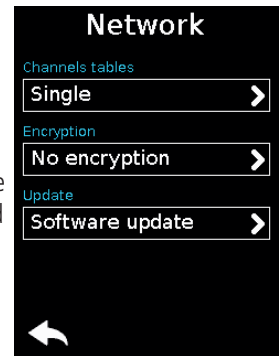 Network
Channels tables
Single
Encryption
No encryption
Update
Software update